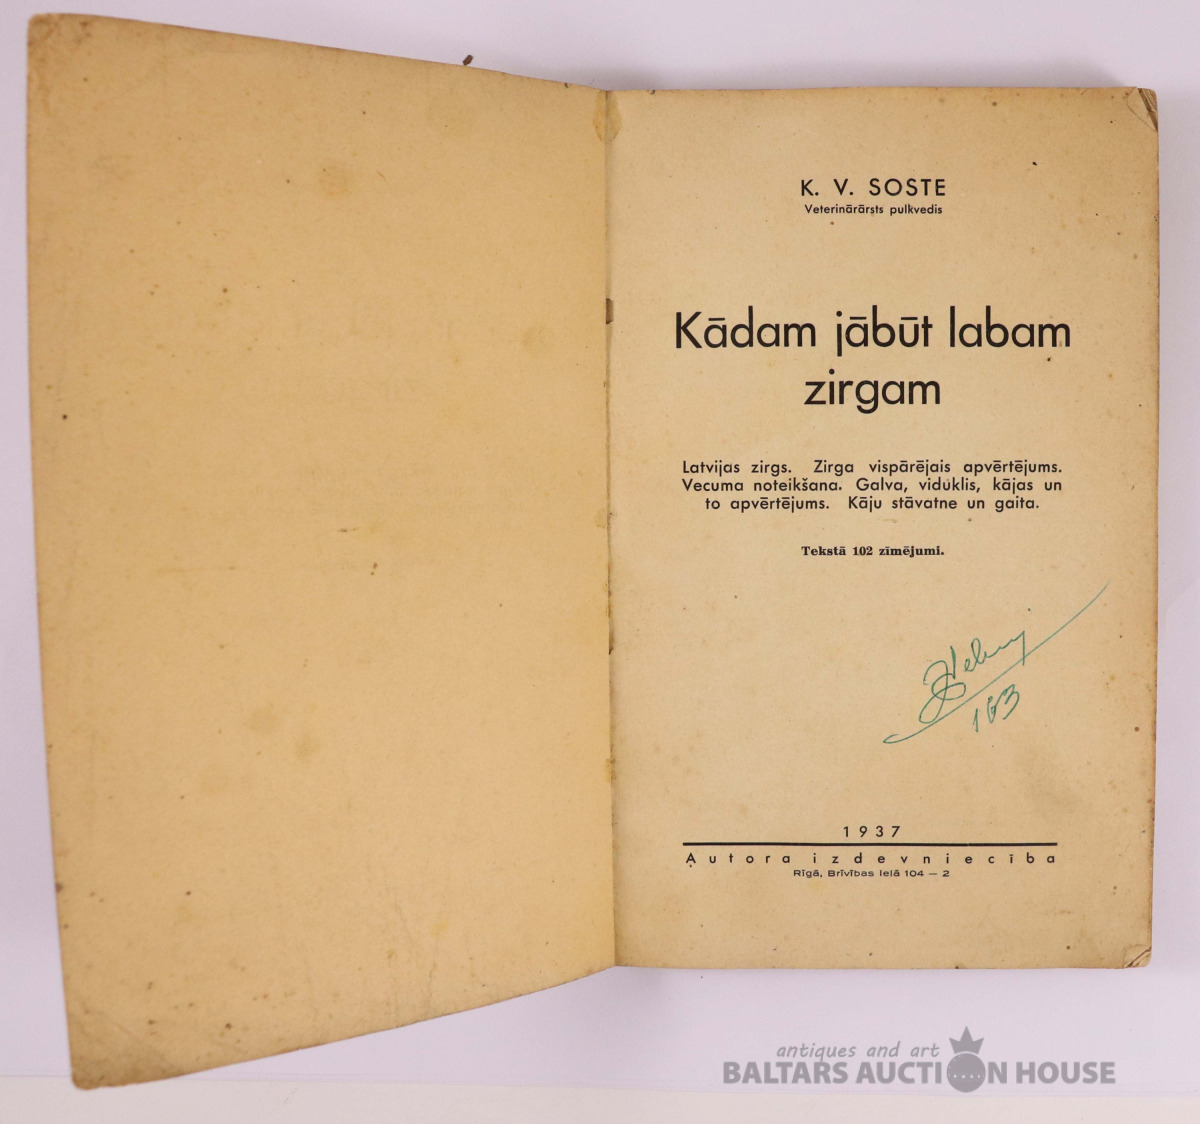 K. V. SOSTE
Veterinārārsts pulkvedis
Kādam jābūt labam
zirgam
Latvijas zirgs. Zirga vispārējais apvērtējums.
Vecuma noteikšana. Galva, viduklis, kājas un
to apvērtējums. Kāju stāvatne un gaita.
Tekstā 102 zīmējumi.
163
1937
Autora izdevniecība
Rīgā, Brīvības ielā 104 — 2
antiques and art
BALTARS AUCTION HOUSE